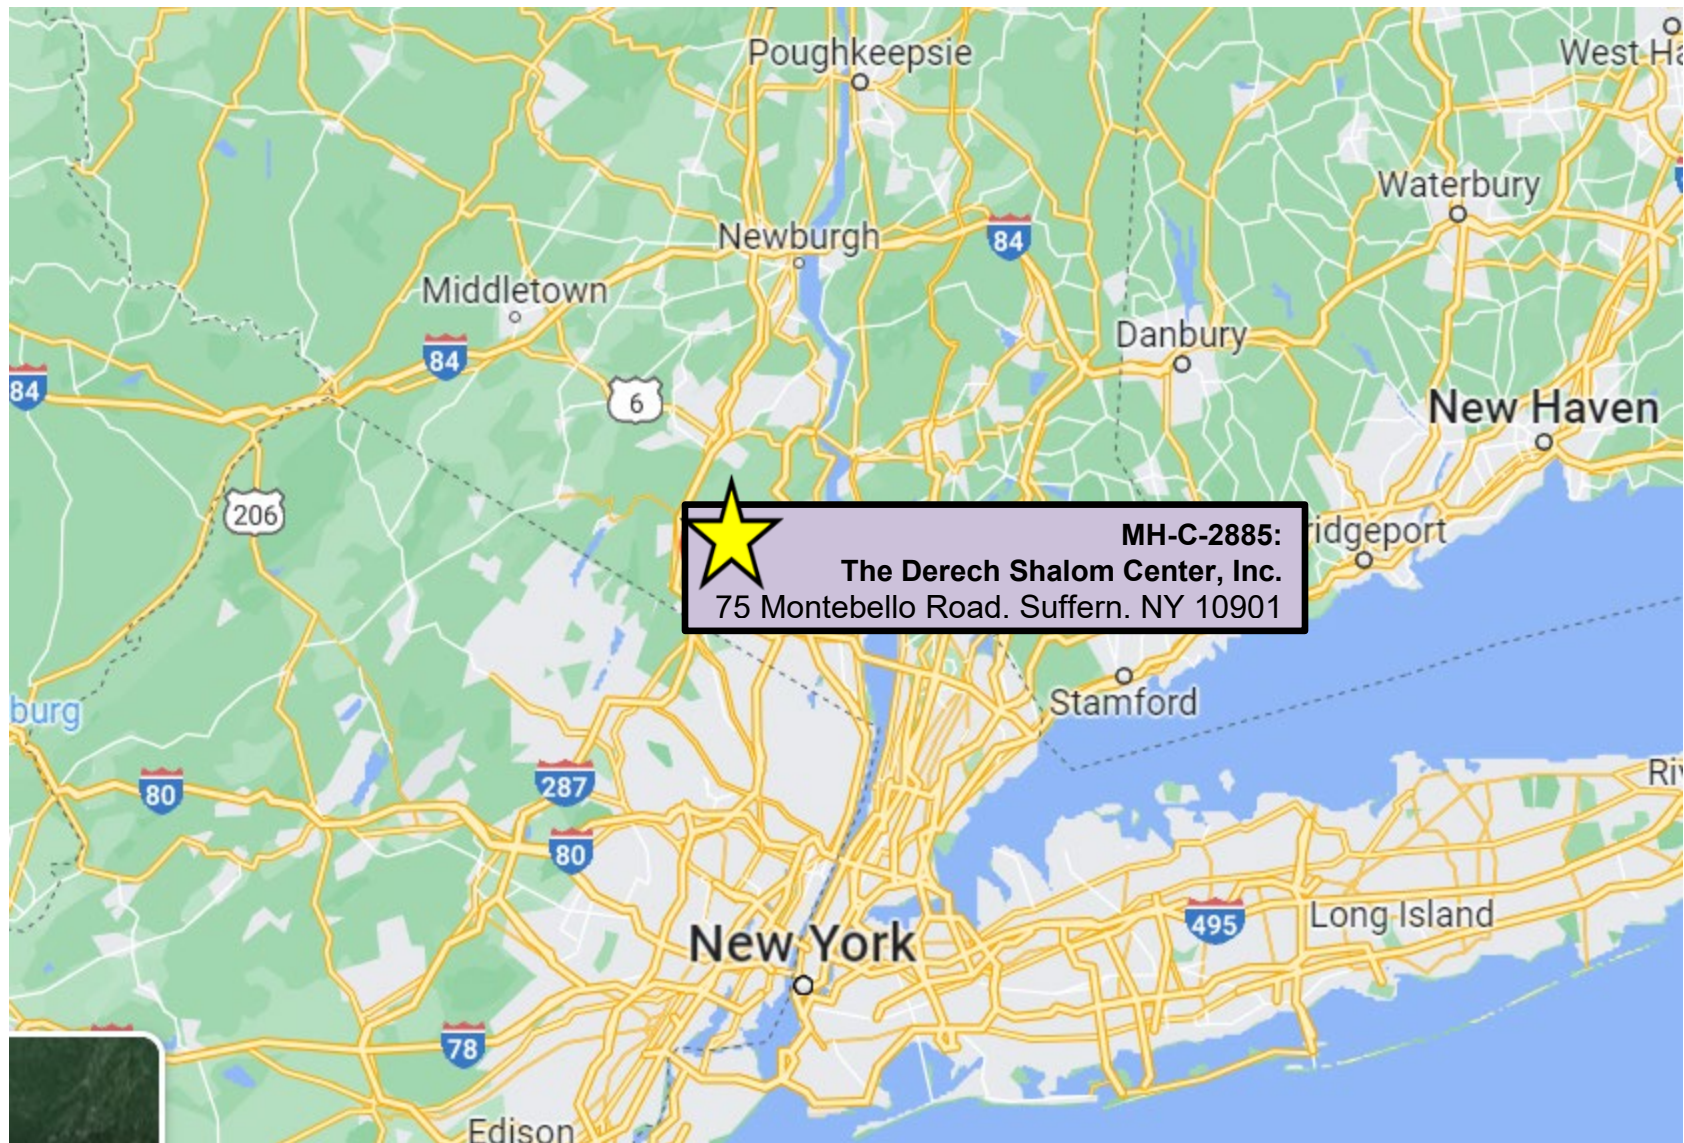 Poughkeepsie
West Ha
Waterbury
Newburgh
84
Middletown
Danbury
84
84
6
New Haven
206
MH-C-2885:
ridgeport
The Derech Shalom Center, Inc.
75 Montebello Road. Suffern. NY 10901
Stamford
burg
287
80
Riv
80
495
Long Island
New York
78
Edison